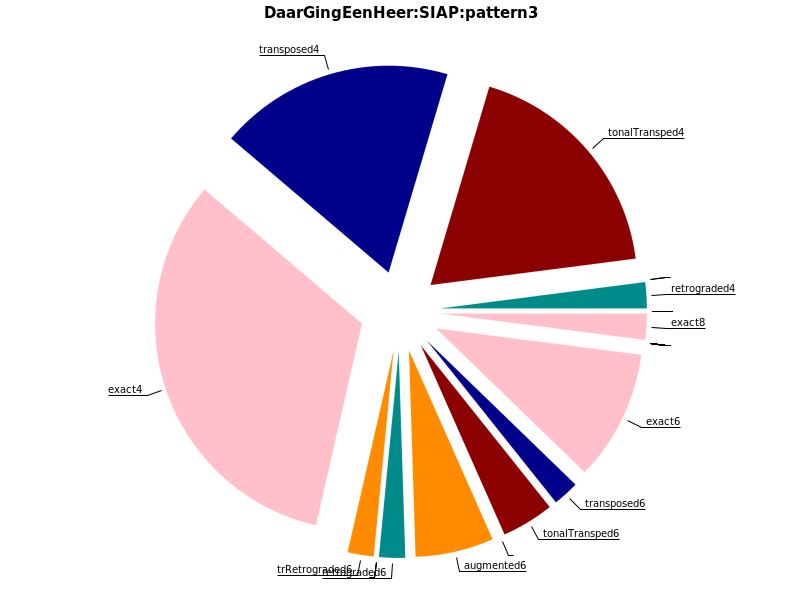 DaarGingEenHeer:SIAP:pattern3
transposed4
tonalTransped4
retrograded4
exact8
exact4
exact6
transposed6
tonalTransped6
augmented6
trRetrograded6
retrograded6